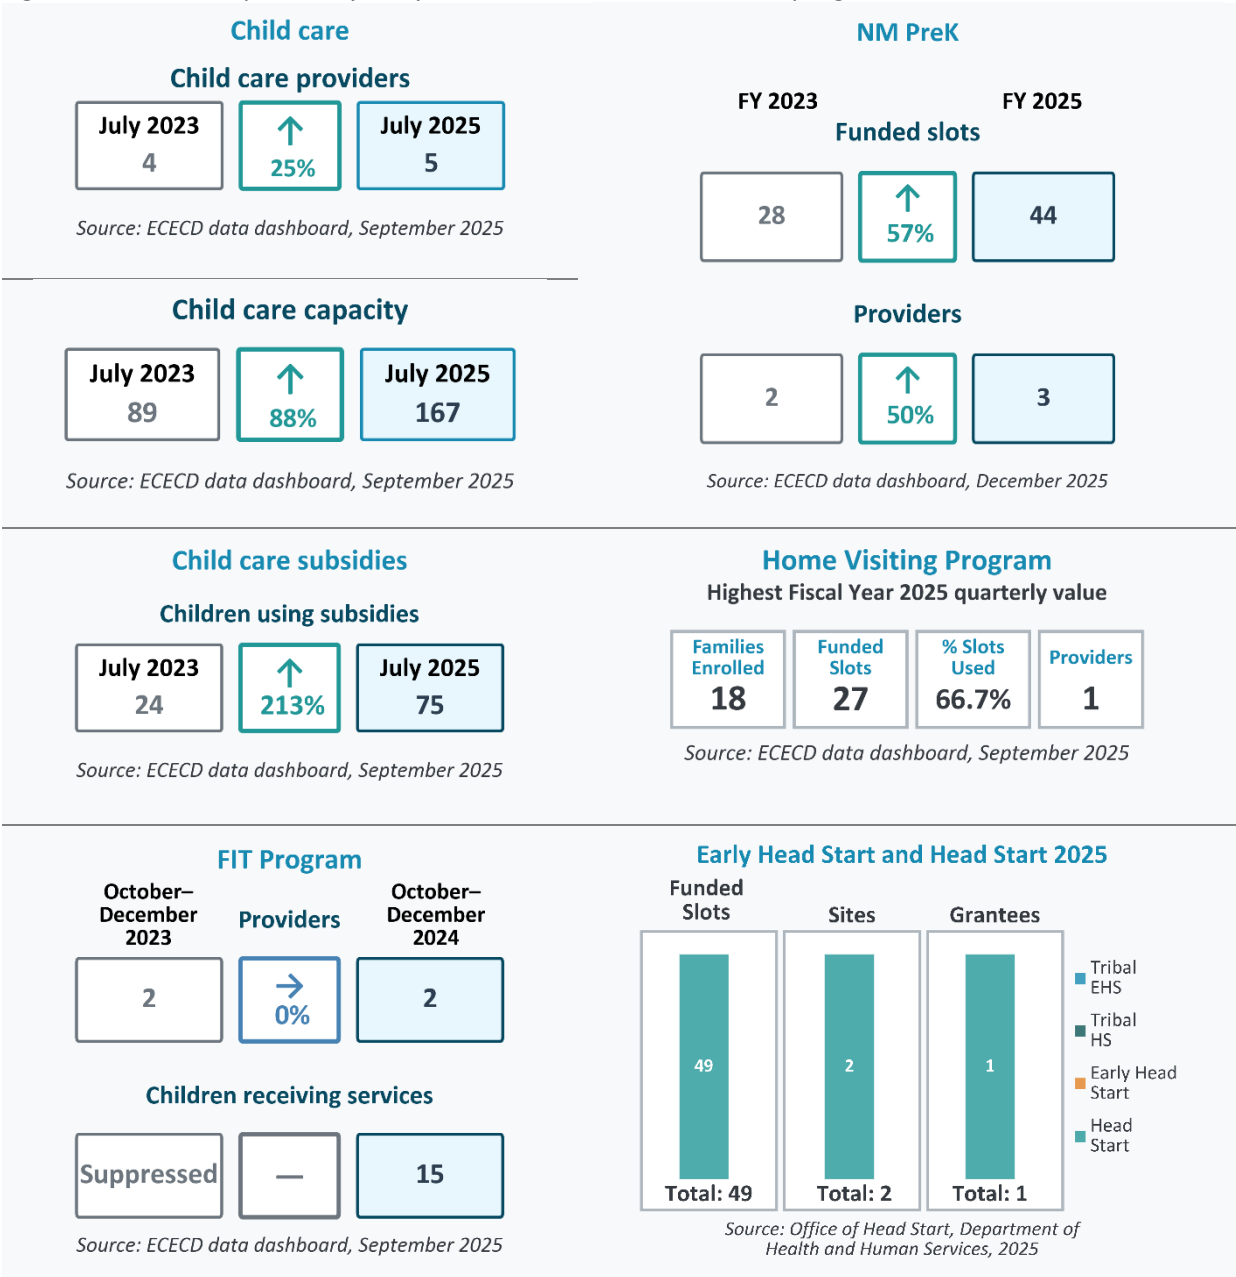 Child care
Child care providers
July 2023
4
25%
July 2025
5
Source: ECECD data dashboard, September 2025
Child care capacity
July 2023
89
88%
July 2025
167
Source: ECECD data dashboard, September 2025
NM PreK
FY 2023
FY 2025
Funded slots
28
57%
44
Providers
2
50%
3
Source: ECECD data dashboard, December 2025
Child care subsidies
Children using subsidies
July 2023
24
213%
July 2025
75
Source: ECECD data dashboard, September 2025
Home Visiting Program
Highest Fiscal Year 2025 quarterly value
Families
Enrolled
18
Funded
Slots
27
% Slots
Used
66.7%
Providers
1
Source: ECECD data dashboard, September 2025
FIT Program
October–
December
2023
Providers
October–
December
2024
2
0%
2
Children receiving services
Suppressed
—
15
Source: ECECD data dashboard, September 2025
Early Head Start and Head Start 2025
Funded
Slots
Sites
Grantees
49
2
1
Total: 49
Total: 2
Total: 1
Tribal
EHS
Tribal
HS
Early Head
Start
Head
Start
Source: Office of Head Start, Department of
Health and Human Services, 2025